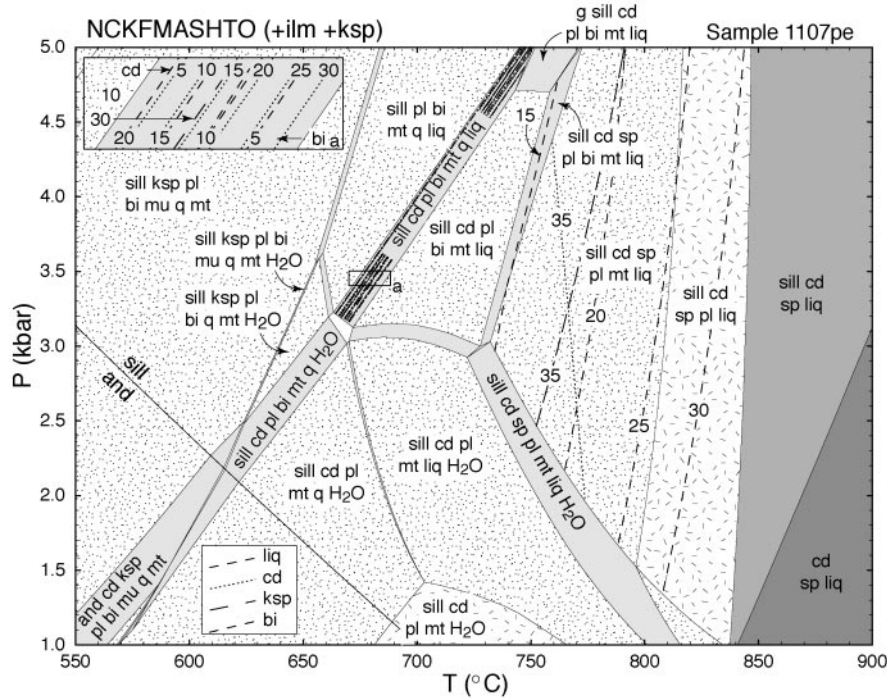 NCKFMASHTO (+ilm +ksp)
Sample 1107pe
5.0
4.5
4.0
3.5
3.0
2.5
2.0
1.5
1.0
P (kbar)
cd 5 10 15 20 25 30
10
30
20 15 10 5 bi a
g sill cd
pl bi mt liq
sill pl bi
mt q liq
15
sill cd sp
pl bi mt liq
sill cd pl bi mt q liq
sill ksp pl
bi mu q mt
sill cd pl
bi mt liq
35
sill ksp pl bi
mu q mt H2O
sill cd sp
pl mt liq
a
sill cd
sp liq
sill ksp pl
bi q mt H2O
20
sill cd
sp pl liq
sill
and
35
sill cd pl bi mt q H2O
30
25
sill cd sp pl mt liq H2O
sill cd pl
mt liq H2O
sill cd pl
mt q H2O
and cd ksp
pl bi mu q mt
liq
cd
ksp
bi
cd
sp liq
sill cd
pl mt H2O
550 600 650 700 750 800 850 900
T (°C)